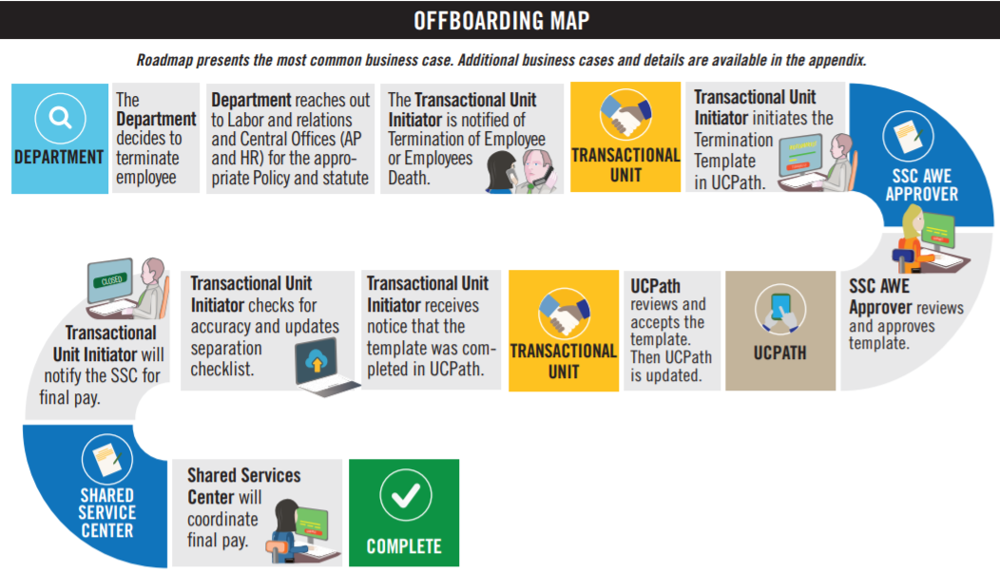 OFFBOARDING MAP
Roadmap presents the most common business case. Additional business cases and details are available in the appendix.
DEPARTMENT
The
Department
decides to
terminate
employee
Department reaches out
to Labor and relations
and Central Offices (AP
and HR) for the appro-
priate Policy and statute
The Transactional Unit
Initiator is notified of
Termination of Employee
or Employees
Death.
TRANSACTIONAL
UNIT
Transactional Unit
Initiator initiates the
Termination
Template
in UCPath.
SSC AWE
APPROVER
SSC AWE
Approver reviews
and approves
template.
UCPATH
UCPath
reviews and
accepts the
template.
Then UCPath
is updated.
TRANSACTIONAL
UNIT
Transactional Unit
Initiator receives
notice that the
template was com-
pleted in UCPath.
Transactional Unit
Initiator checks for
accuracy and updates
separation
checklist.
CLOSED
Transactional
Unit Initiator will
notify the SSC for
final pay.
SHARED
SERVICE
CENTER
Shared Services
Center will
coordinate
final pay.
COMPLETE